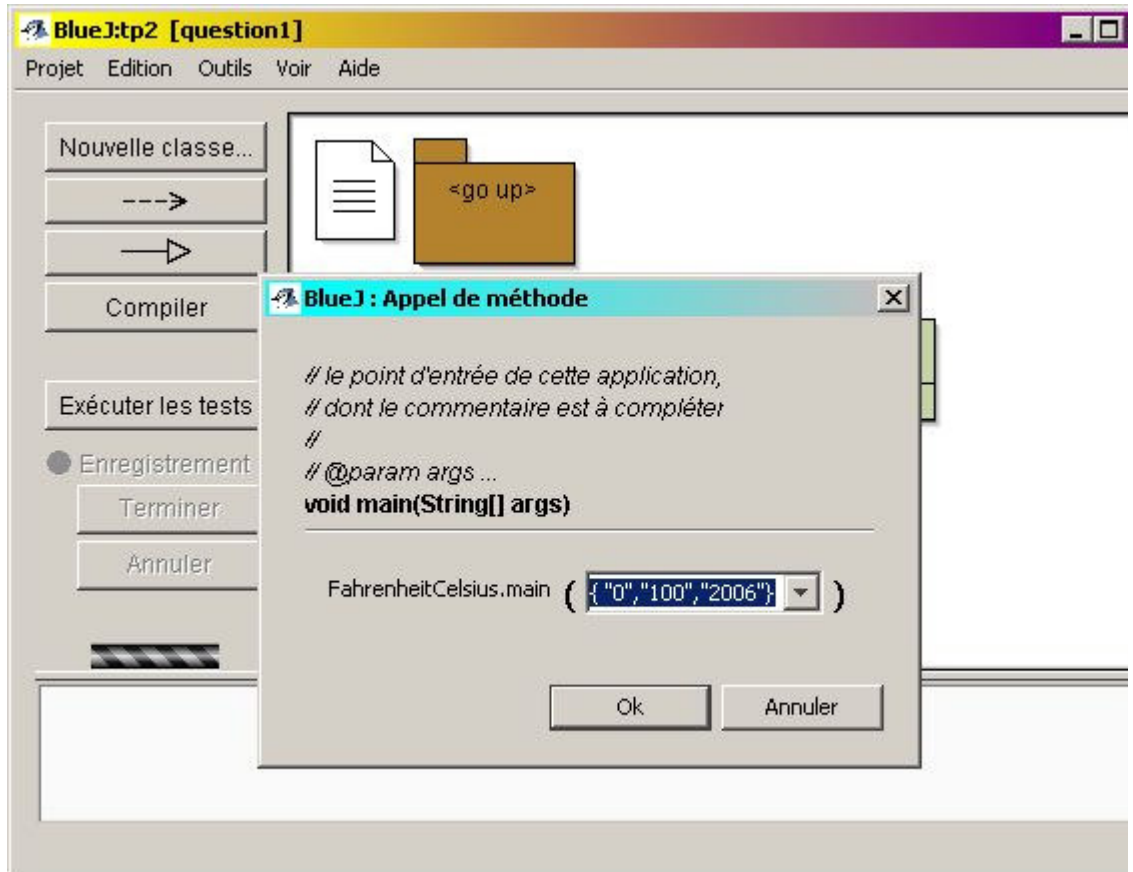 BlueJ:tp2 [question1]
Projet Edition Outils Voir Aide
Nouvelle classe...
<go up>
Compiler
Exécuter les tests
Enregistrement
Terminer
Annuler
BlueJ : Appel de méthode
// le point d'entrée de cette application,
// dont le commentaire est à compléter
//
// @param args ...
void main(String[] args)
FahrenheitCelsius.main ( { "0","100","2006"} )
Ok Annuler